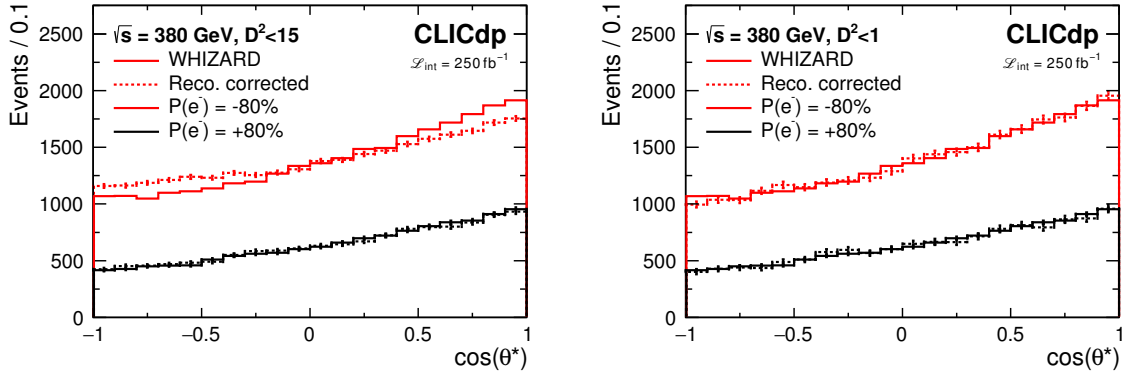 Events / 0.1
2500
2000
1500
1000
500
0
√s = 380 GeV, D²<15
CLICdp
WHIZARD
ℒint = 250 fb⁻¹
Reco. corrected
P(e⁻) = -80%
P(e⁻) = +80%
−1 −0.5 0 0.5 1
cos(θ*)
Events / 0.1
2500
2000
1500
1000
500
0
√s = 380 GeV, D²<1
CLICdp
WHIZARD
ℒint = 250 fb⁻¹
Reco. corrected
P(e⁻) = -80%
P(e⁻) = +80%
−1 −0.5 0 0.5 1
cos(θ*)